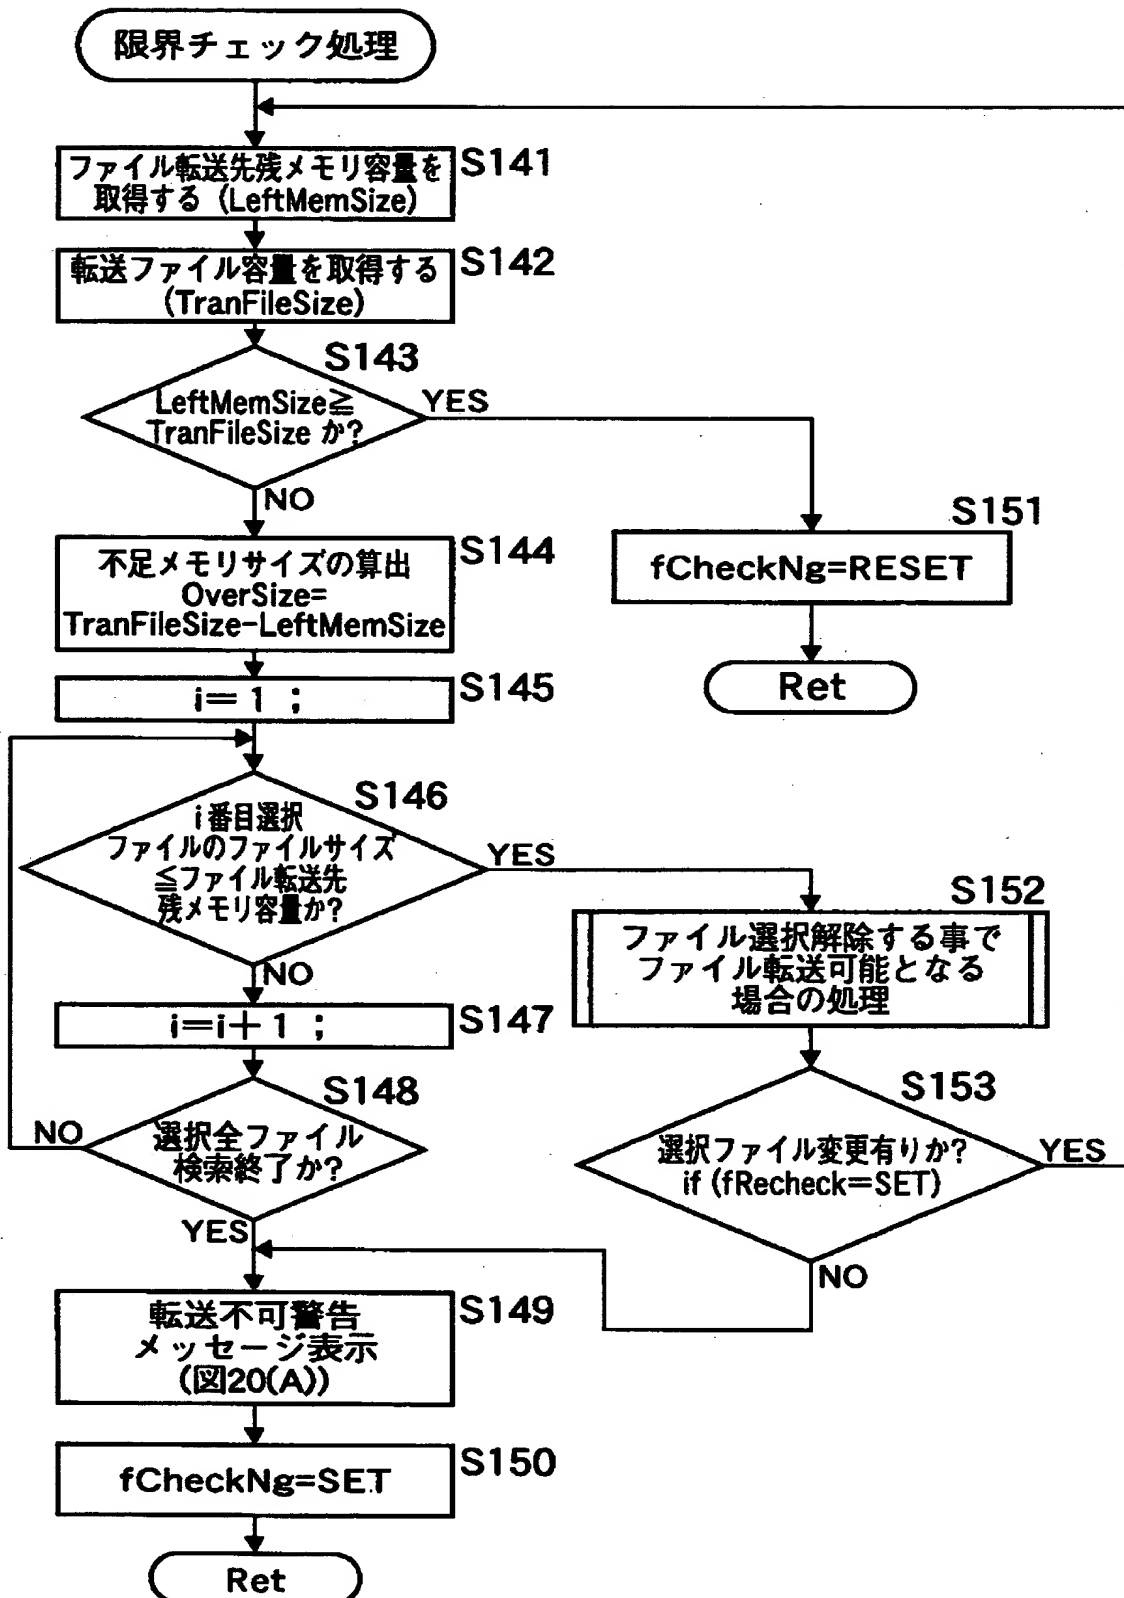 限界チェック処理
ファイル転送先残メモリ容量を
取得する (LeftMemSize)
S141
転送ファイル容量を取得する
(TranFileSize)
S142
S143
LeftMemSize≧
TranFileSize か?
YES
NO
S151
fCheckNg=RESET
Ret
不足メモリサイズの算出
OverSize=
TranFileSize-LeftMemSize
S144
i=1 ;
S145
S146
i番目選択
ファイルのファイルサイズ
≦ファイル転送先
残メモリ容量か?
YES
NO
S152
ファイル選択解除する事で
ファイル転送可能となる
場合の処理
i=i+1 ;
S147
S148
選択全ファイル
検索終了か?
NO
YES
S153
選択ファイル変更有りか?
if (fRecheck=SET)
YES
NO
転送不可警告
メッセージ表示
(図20(A))
S149
fCheckNg=SET
S150
Ret